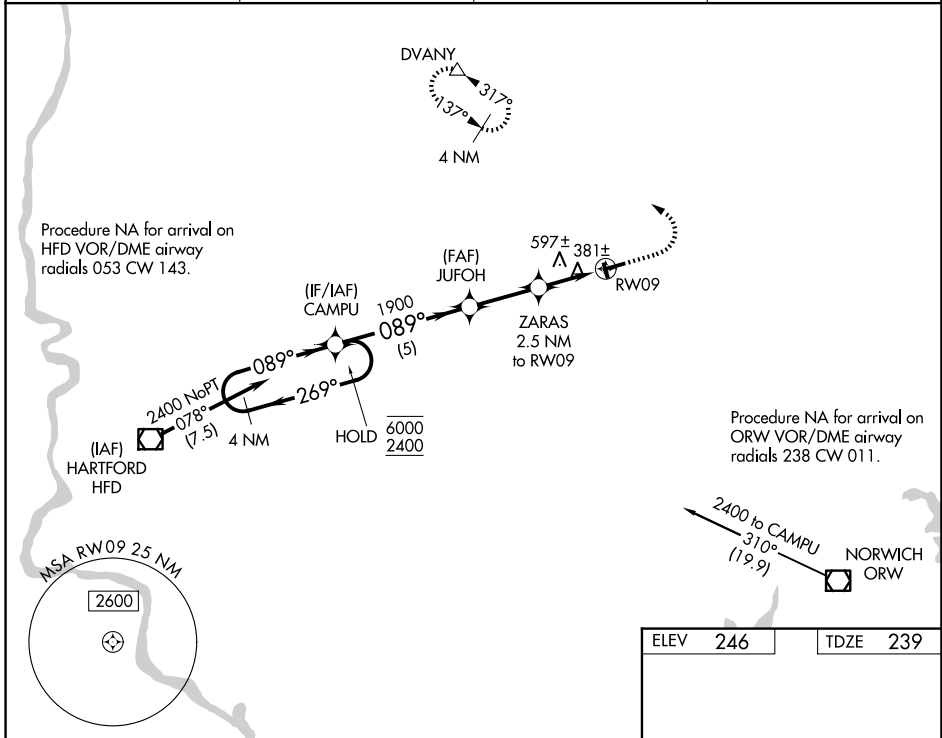 DVANY
317°
137°
4 NM
Procedure NA for arrival on
HFD VOR/DME airway
radials 053 CW 143.
597±
381±
(FAF)
JUFOH
RW09
(IF/IAF)
CAMPU
1900
089°
(5)
ZARAS
2.5 NM
to RW09
089°
269°
2400 NoPT
078°
(7.5)
4 NM
HOLD
6000
2400
(IAF)
HARTFORD
HFD
Procedure NA for arrival on
ORW VOR/DME airway
radials 238 CW 011.
2400 to CAMPU
310°
(19.9)
NORWICH
ORW
MSA RW09 25 NM
2600
ELEV 246
TDZE 239